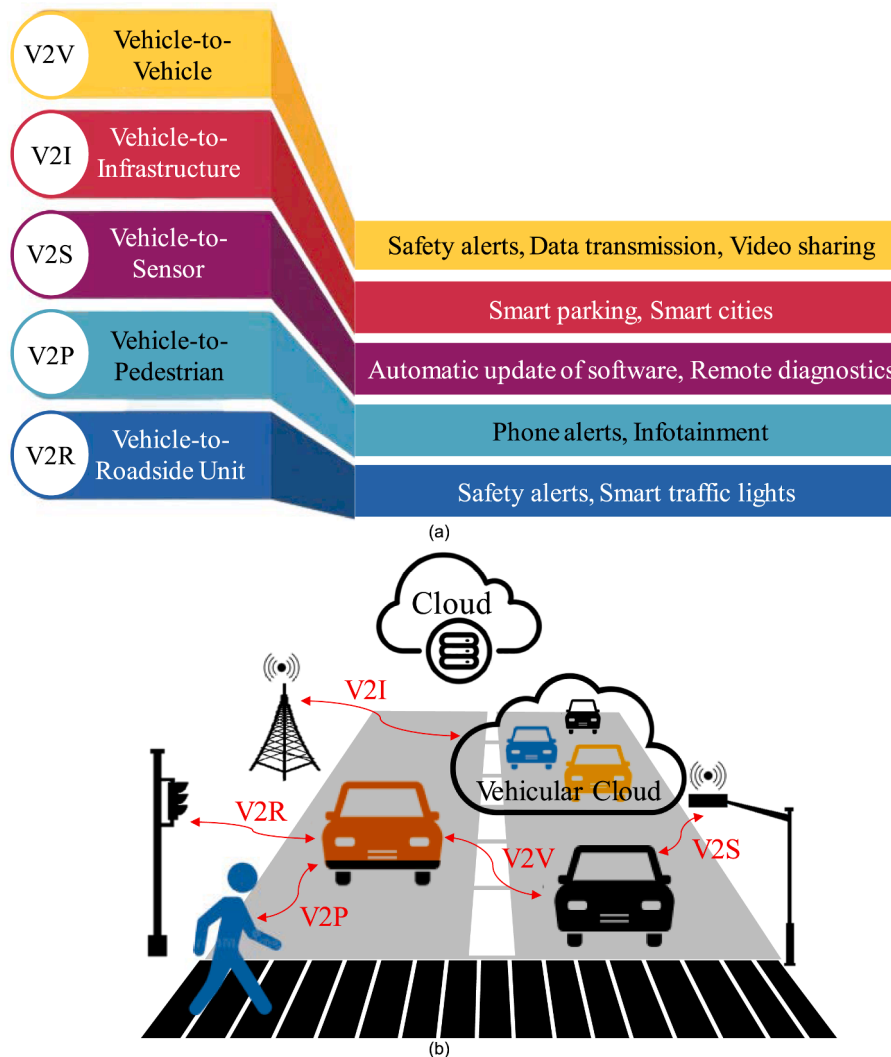 V2V
Vehicle-to-
Vehicle
V2I
Vehicle-to-
Infrastructure
V2S
Vehicle-to-
Sensor
V2P
Vehicle-to-
Pedestrian
V2R
Vehicle-to-
Roadside Unit
Safety alerts, Data transmission, Video sharing
Smart parking, Smart cities
Automatic update of software, Remote diagnostics
Phone alerts, Infotainment
Safety alerts, Smart traffic lights
(a)
Cloud
V2I
Vehicular Cloud
V2R
V2V
V2S
V2P
(b)